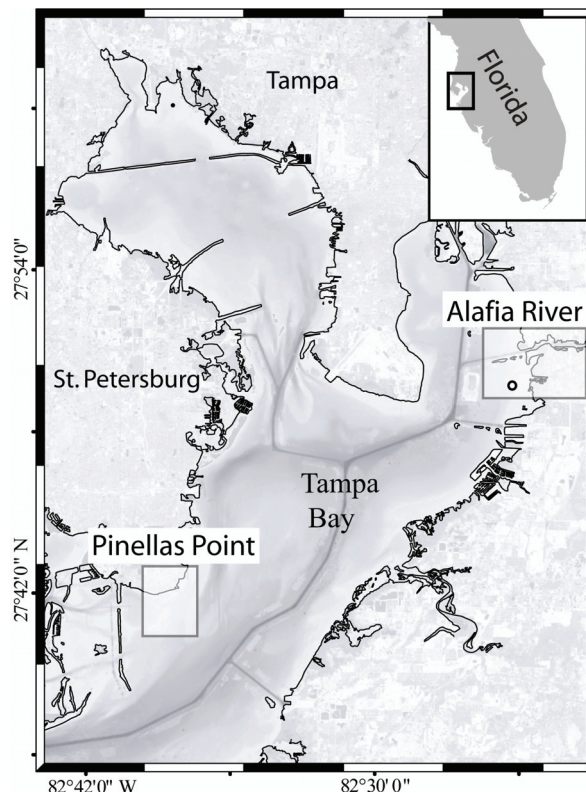 Tampa
Florida
27°54'0"
Alafia River
St. Petersburg
Tampa
Bay
Pinellas Point
27°42'0" N
82°42'0" W
82°30' 0"